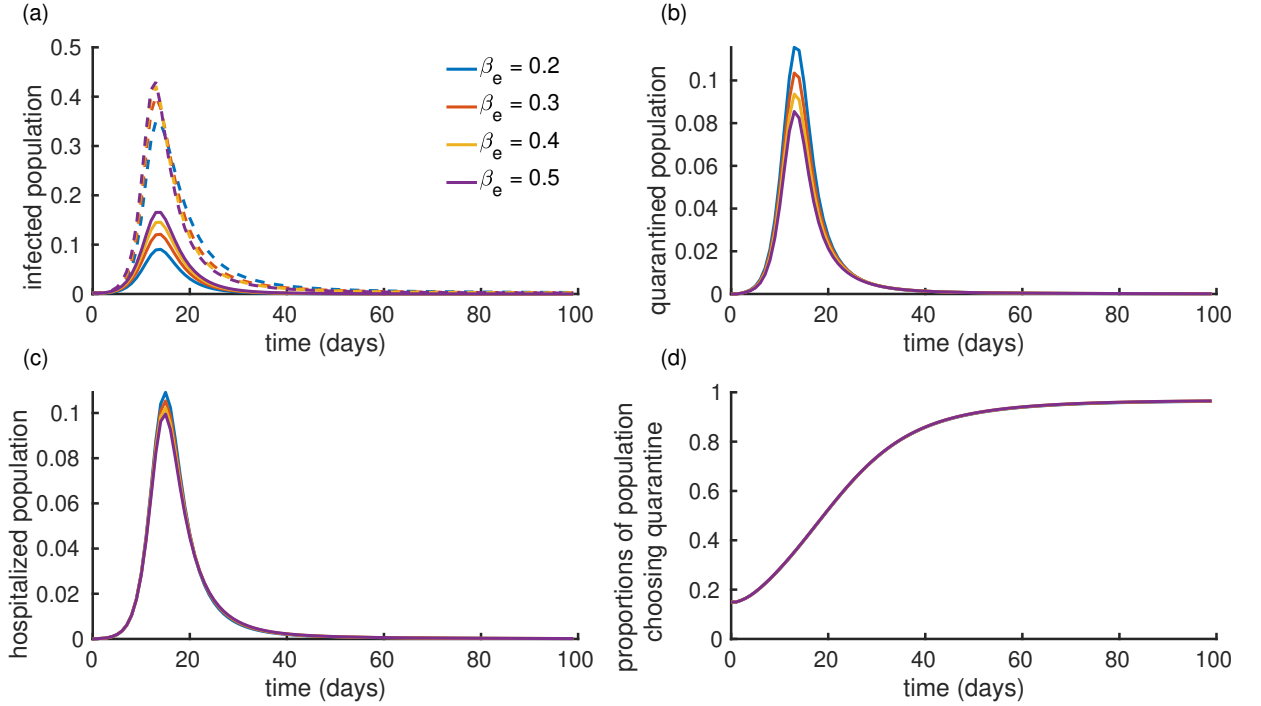 (a)
0.5
0.4
0.3
0.2
0.1
0
0
20
40
60
80
100
infected population
time (days)
βe = 0.2
βe = 0.3
βe = 0.4
βe = 0.5
(b)
0.1
0.08
0.06
0.04
0.02
0
0
20
40
60
80
100
quarantined population
time (days)
(c)
0.1
0.08
0.06
0.04
0.02
0
0
20
40
60
80
100
hospitalized population
time (days)
(d)
1
0.8
0.6
0.4
0.2
0
0
20
40
60
80
100
proportions of population
choosing quarantine
time (days)